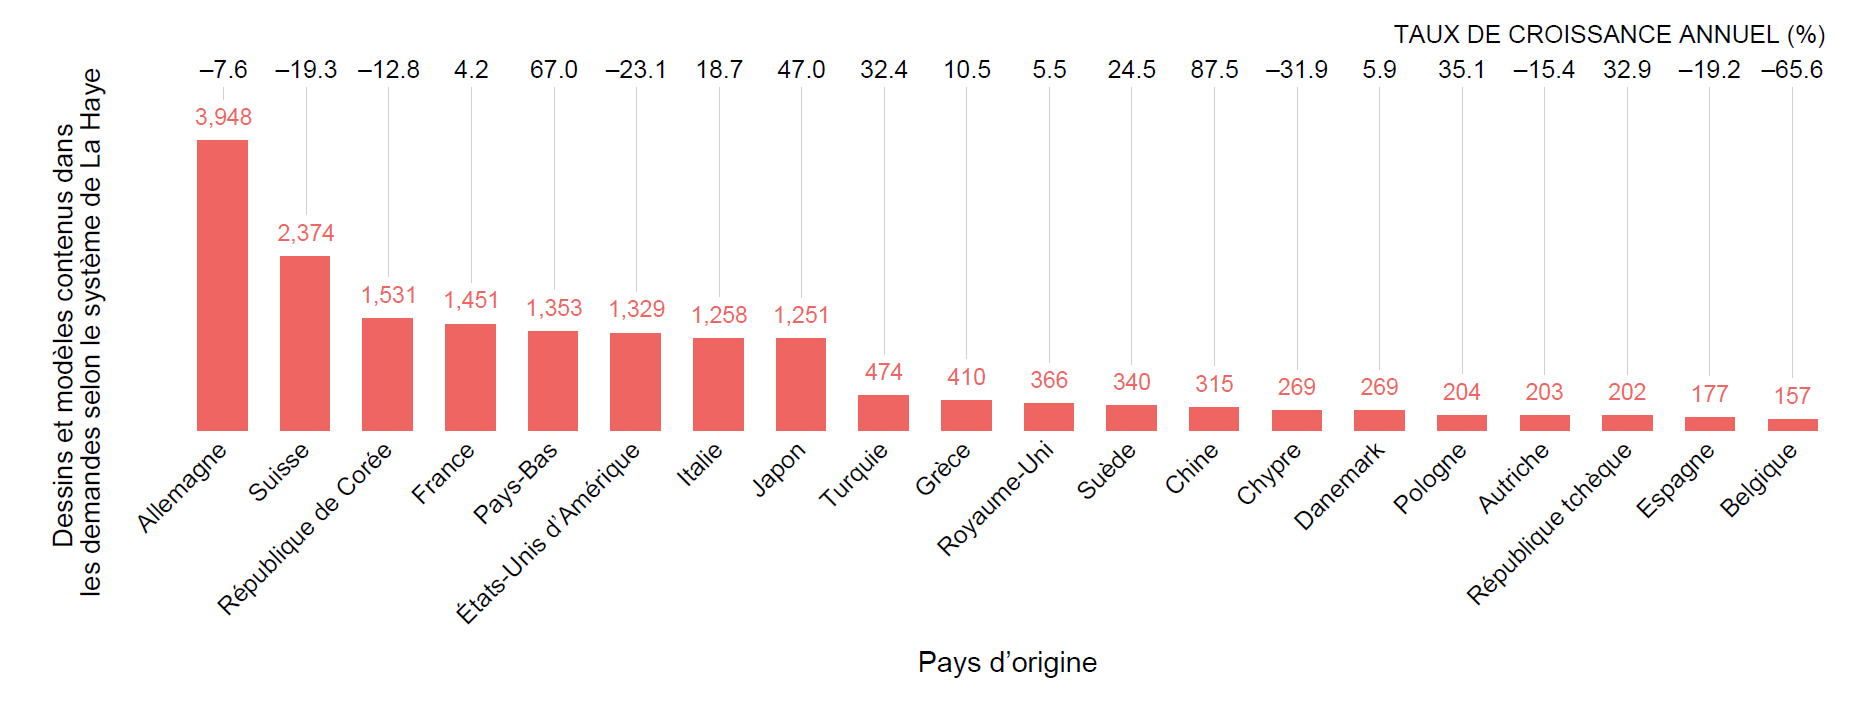 TAUX DE CROISSANCE ANNUEL (%)
–7.6 –19.3 –12.8 4.2 67.0 –23.1 18.7 47.0 32.4 10.5 5.5 24.5 87.5 –31.9 5.9 35.1 –15.4 32.9 –19.2 –65.6
Dessins et modèles contenus dans
les demandes selon le système de La Haye
3,948
2,374
1,531
1,451
1,353
1,329
1,258
1,251
474
410
366
340
315
269
269
204
203
202
177
157
Allemagne
Suisse
République de Corée
France
Pays-Bas
États-Unis d’Amérique
Italie
Japon
Turquie
Grèce
Royaume-Uni
Suède
Chine
Chypre
Danemark
Pologne
Autriche
République tchèque
Espagne
Belgique
Pays d’origine